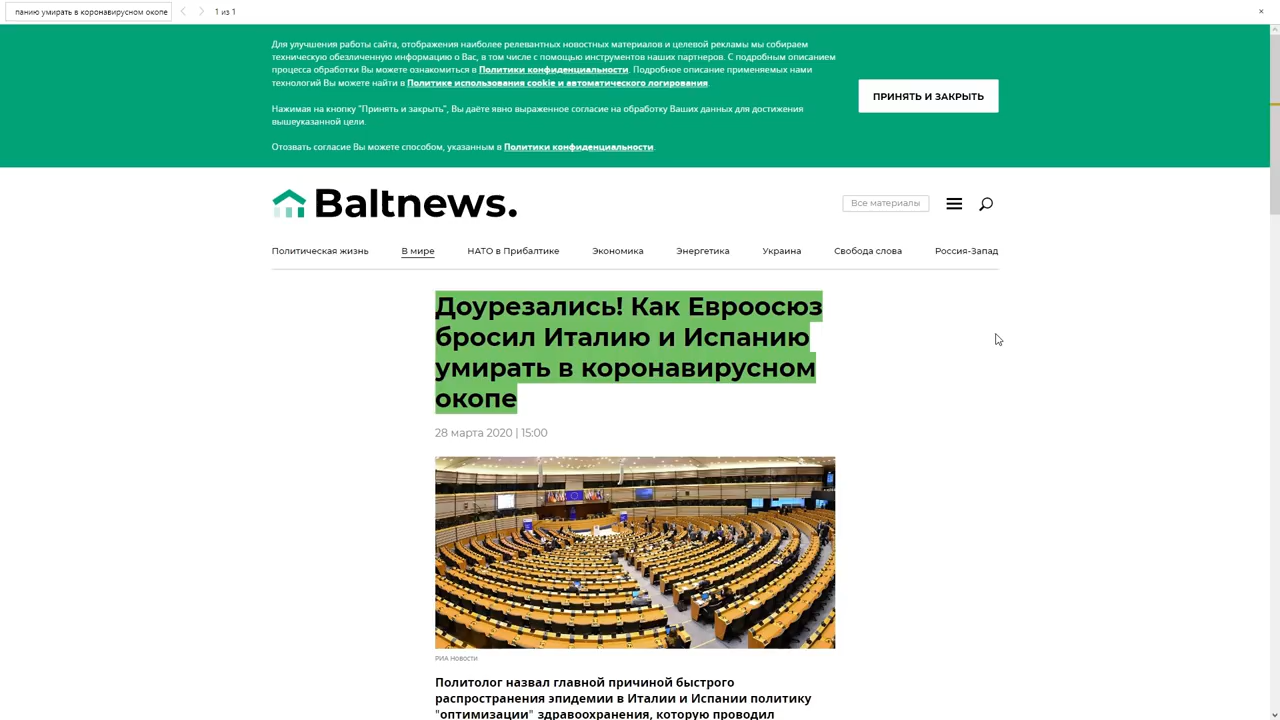 панию умирать в коронавирусном окопе
1 из 1
Для улучшения работы сайта, отображения наиболее релевантных новостных материалов и целевой рекламы мы собираем
техническую обезличенную информацию о Вас, в том числе с помощью инструментов наших партнеров. С подробным описанием
процесса обработки Вы можете ознакомиться в Политики конфиденциальности. Подробное описание применяемых нами
технологий Вы можете найти в Политике использования cookie и автоматического логирования.
Нажимая на кнопку "Принять и закрыть", Вы даёте явно выраженное согласие на обработку Ваших данных для достижения
вышеуказанной цели.
Отозвать согласие Вы можете способом, указанным в Политики конфиденциальности.
ПРИНЯТЬ И ЗАКРЫТЬ
Baltnews.
Все материалы
Политическая жизнь В мире НАТО в Прибалтике Экономика Энергетика Украина Свобода слова Россия-Запад
Доурезались! Как Евроосюз
бросил Италию и Испанию
умирать в коронавирусном
окопе
28 марта 2020 | 15:00
РИА Новости
Политолог назвал главной причиной быстрого
распространения эпидемии в Италии и Испании политику
"оптимизации" здравоохранения, которую проводил